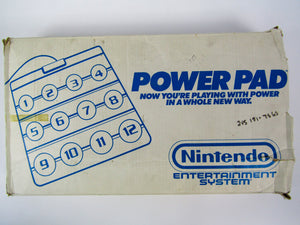 POWER PAD
NOW YOU'RE PLAYING WITH POWER
IN A WHOLE NEW WAY.
1 2 3 4
5 6 7 8
9 10 11 12
Nintendo
ENTERTAINMENT
SYSTEM